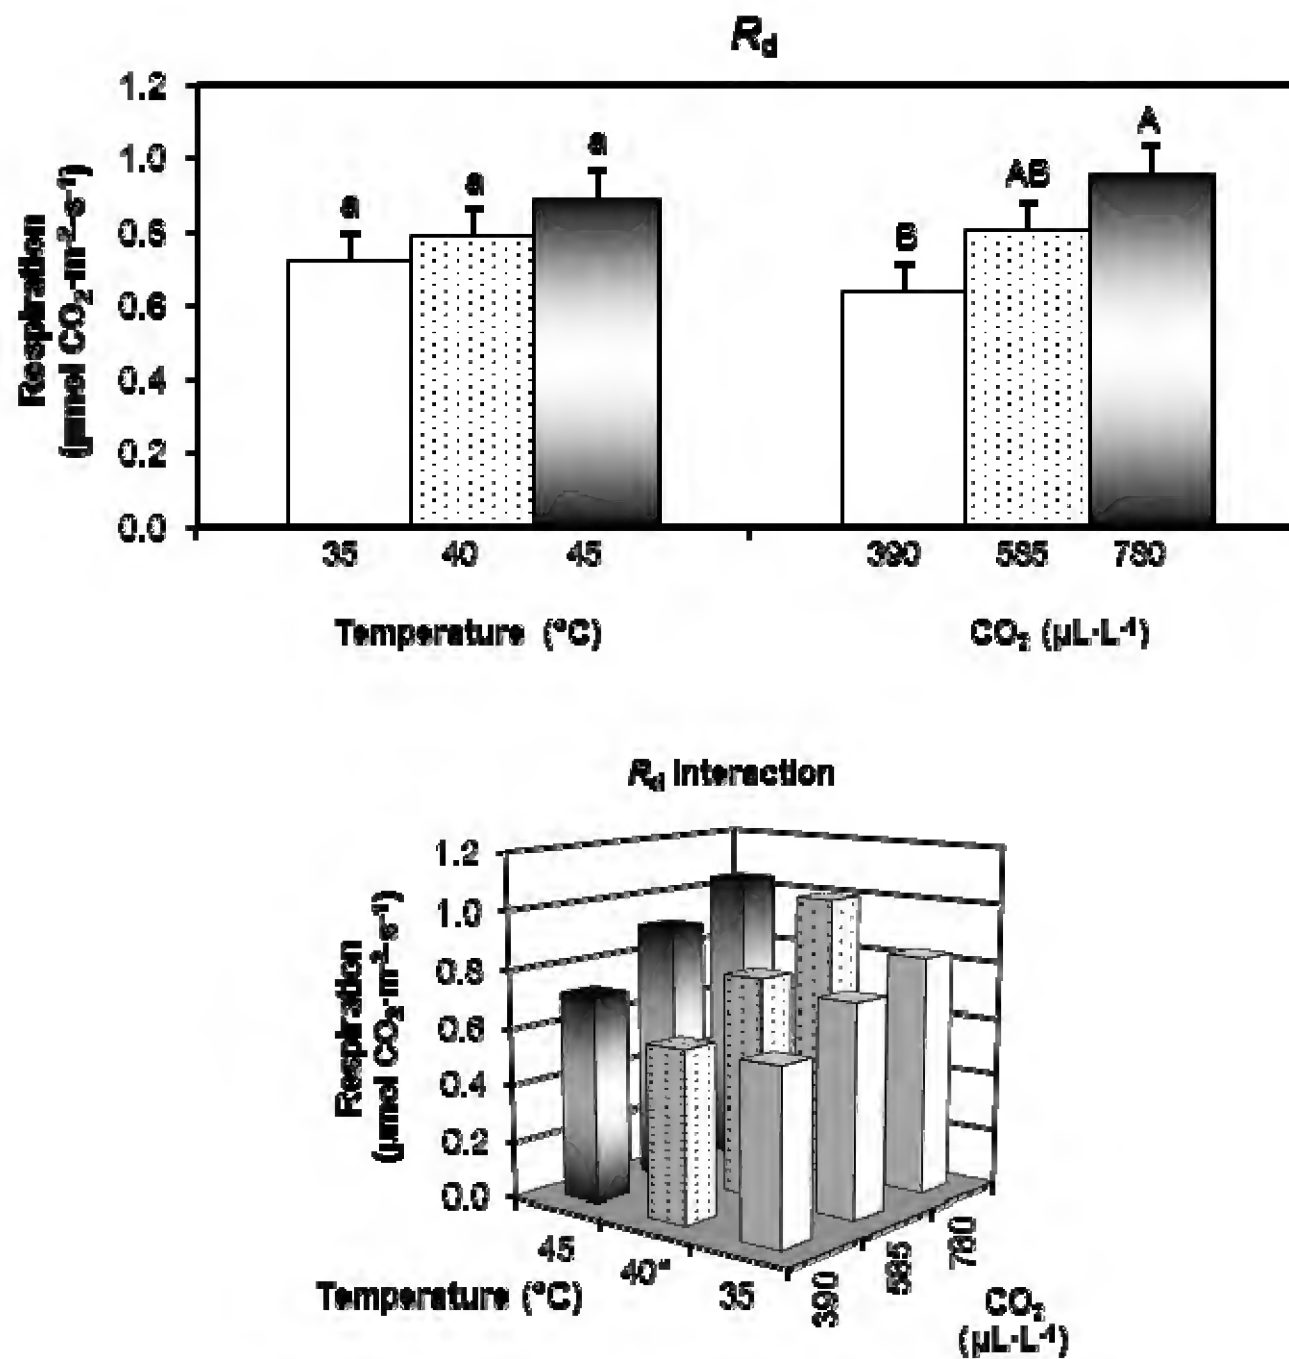 Rd
1.2
1.0
0.8
0.6
0.4
0.2
0.0
Respiration
(µmol CO₂·m⁻²·s⁻¹)
a
a
a
B
AB
A
35 40 45 390 585 780
Temperature (°C) CO₂ (µL·L⁻¹)
Rd Interaction
1.2
1.0
0.8
0.6
0.4
0.2
0.0
Respiration
(µmol CO₂·m⁻²·s⁻¹)
45
40*
35
Temperature (°C)
390
585
780
CO₂
(µL·L⁻¹)